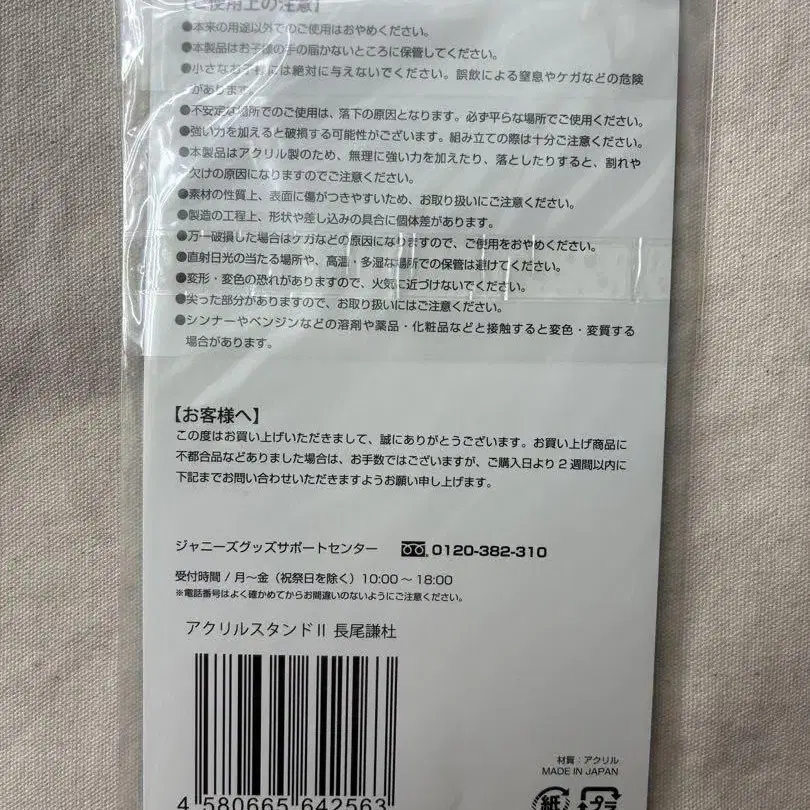 【ご使用上の注意】
●本来の用途以外でのご使用はおやめください。
●本製品はお子様の手の届かないところに保管してください。
●小さなお子様には絶対に与えないでください。誤飲による窒息やケガなどの危険
があります。
●不安定な場所でのご使用は、落下の原因となります。必ず平らな場所でご使用ください。
●強い力を加えると破損する可能性がございます。組み立ての際は十分ご注意ください。
●本製品はアクリル製のため、無理に強い力を加えたり、落としたりすると、割れや
欠けの原因になりますのでご注意ください。
●素材の性質上、表面に傷がつきやすいため、お取り扱いにご注意ください。
●製造の工程上、形状や差し込みの具合に個体差があります。
●万一破損した場合はケガなどの原因になりますので、ご使用をおやめください。
●直射日光の当たる場所や、高温・多湿な場所での保管は避けてください。
●変形・変色の恐れがありますので、火気に近づけないでください。
●尖った部分がありますので、お取り扱いにはご注意ください。
●シンナーやベンジンなどの溶剤や薬品・化粧品などと接触すると変色・変質する
場合があります。
【お客様へ】
この度はお買い上げいただきまして、誠にありがとうございます。お買い上げ商品に
不都合品などありました場合は、お手数ではございますが、ご購入日より2週間以内に
下記までお問い合わせいただきますようお願い申し上げます。
ジャニーズグッズサポートセンター 0120-382-310
受付時間 / 月〜金（祝祭日を除く）10:00 〜 18:00
※電話番号はよく確かめてからお間違いのないようにご注意ください。
アクリルスタンドⅡ 長尾謙杜
材質：アクリル
MADE IN JAPAN
4 580665 642563
紙 プラ